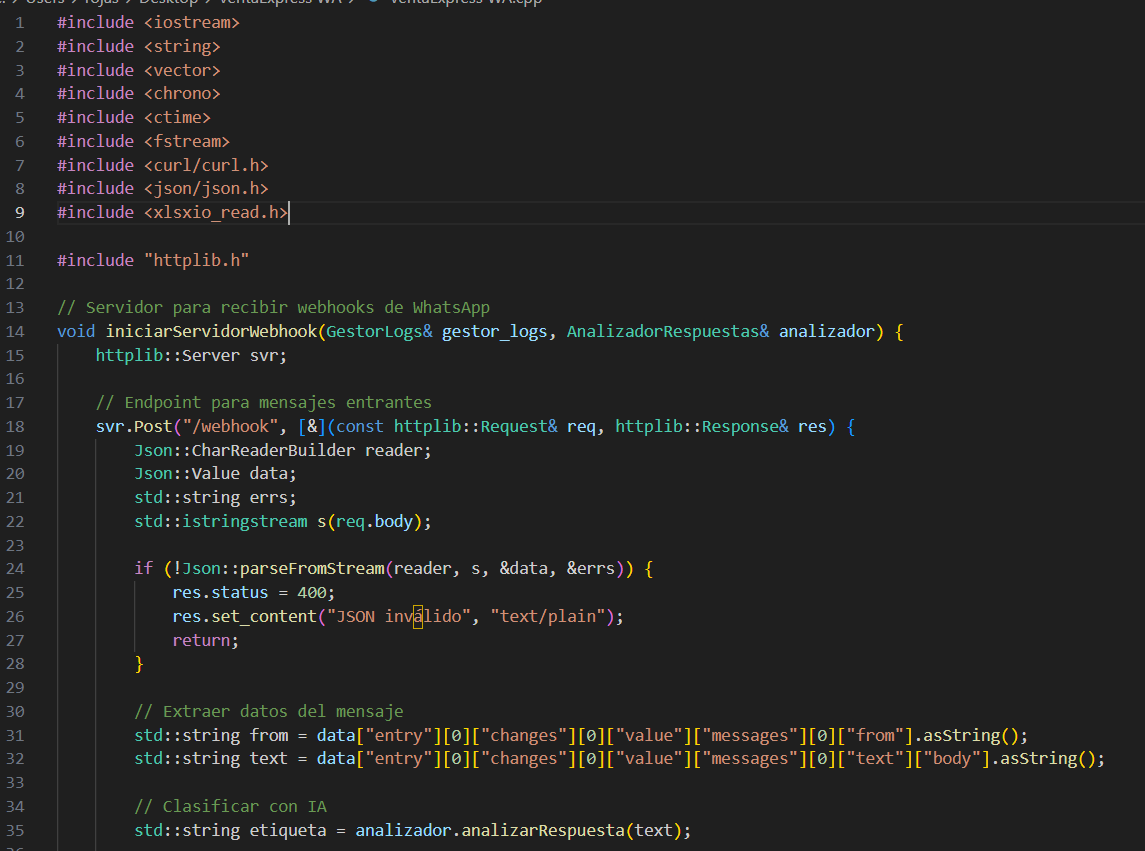 Users > rojas > Desktop > VentaExpress WA > VentaExpress WA.cpp
1 #include <iostream>
2 #include <string>
3 #include <vector>
4 #include <chrono>
5 #include <ctime>
6 #include <fstream>
7 #include <curl/curl.h>
8 #include <json/json.h>
9 #include <xlsxio_read.h>
10
11 #include "httplib.h"
12
13 // Servidor para recibir webhooks de WhatsApp
14 void iniciarServidorWebhook(GestorLogs& gestor_logs, AnalizadorRespuestas& analizador) {
15 httplib::Server svr;
16
17 // Endpoint para mensajes entrantes
18 svr.Post("/webhook", [&](const httplib::Request& req, httplib::Response& res) {
19 Json::CharReaderBuilder reader;
20 Json::Value data;
21 std::string errs;
22 std::istringstream s(req.body);
23
24 if (!Json::parseFromStream(reader, s, &data, &errs)) {
25 res.status = 400;
26 res.set_content("JSON inválido", "text/plain");
27 return;
28 }
29
30 // Extraer datos del mensaje
31 std::string from = data["entry"][0]["changes"][0]["value"]["messages"][0]["from"].asString();
32 std::string text = data["entry"][0]["changes"][0]["value"]["messages"][0]["text"]["body"].asString();
33
34 // Clasificar con IA
35 std::string etiqueta = analizador.analizarRespuesta(text);